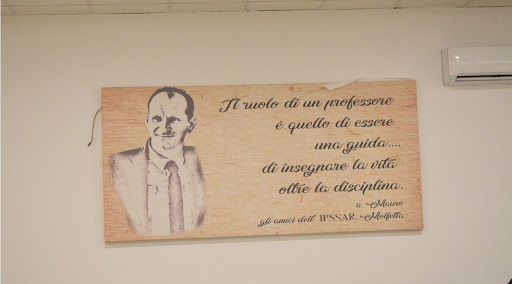 Il ruolo di un professore
è quello di essere
una guida....
di insegnare la vita
oltre la disciplina.
a Mauro
gli amici dell' IPSSAR. Molfetta